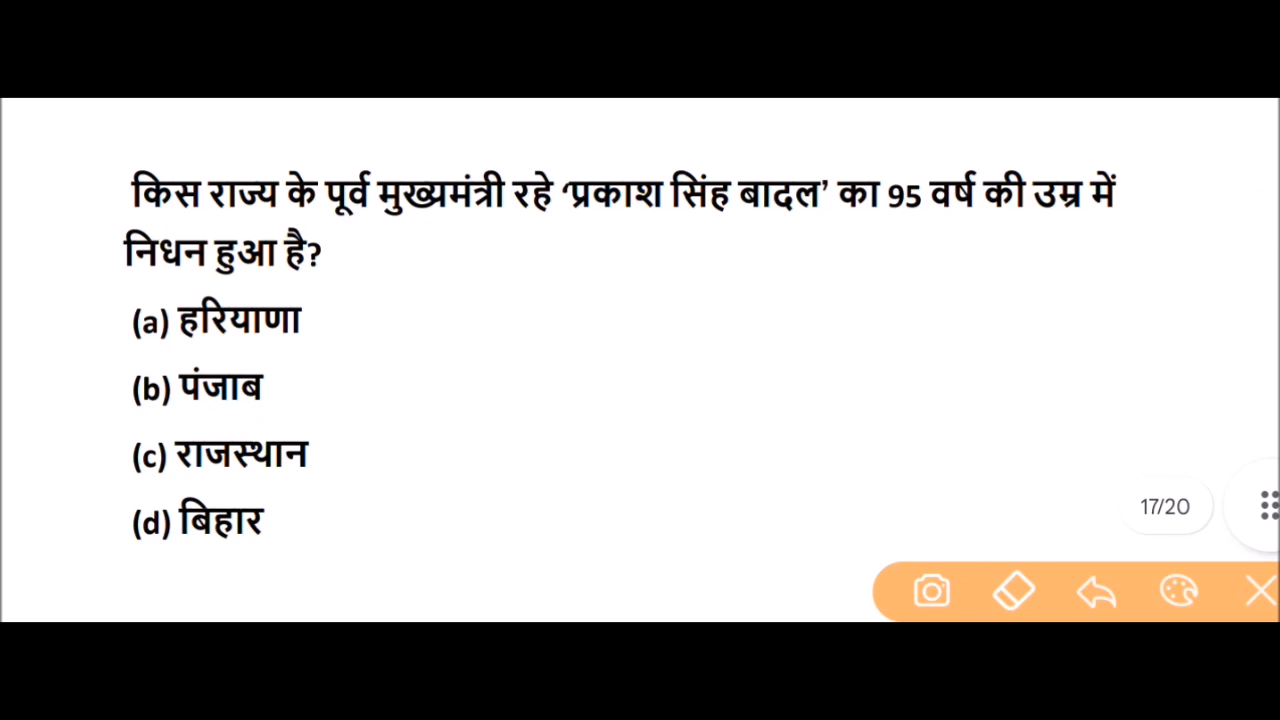 किस राज्य के पूर्व मुख्यमंत्री रहे ‘प्रकाश सिंह बादल’ का 95 वर्ष की उम्र में
निधन हुआ है?
(a) हरियाणा
(b) पंजाब
(c) राजस्थान
(d) बिहार
17/20